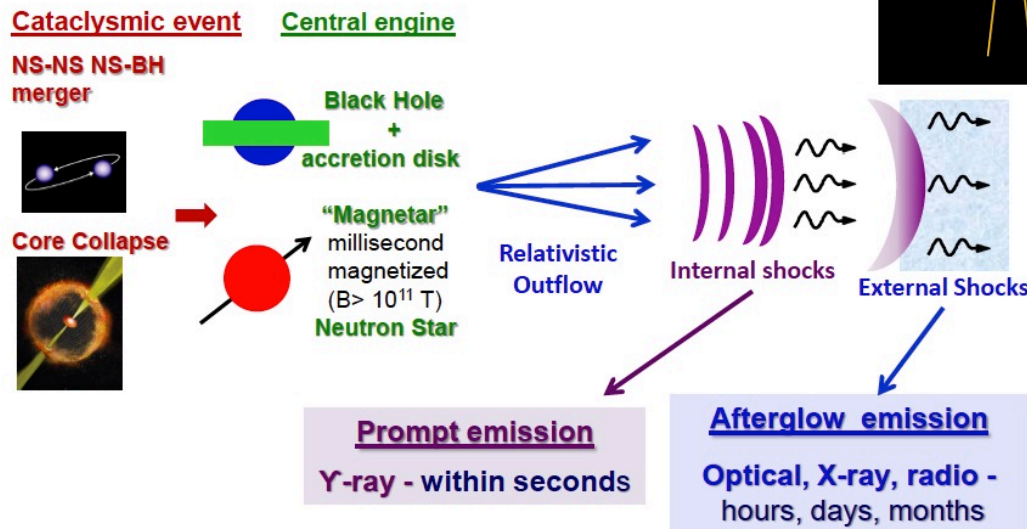 Cataclysmic event
Central engine
NS-NS NS-BH
merger
Black Hole
+
accretion disk
Core Collapse
“Magnetar”
millisecond
magnetized
(B> 10¹¹ T)
Neutron Star
Relativistic
Outflow
Internal shocks
External Shocks
Prompt emission
ϒ-ray - within seconds
Afterglow emission
Optical, X-ray, radio -
hours, days, months